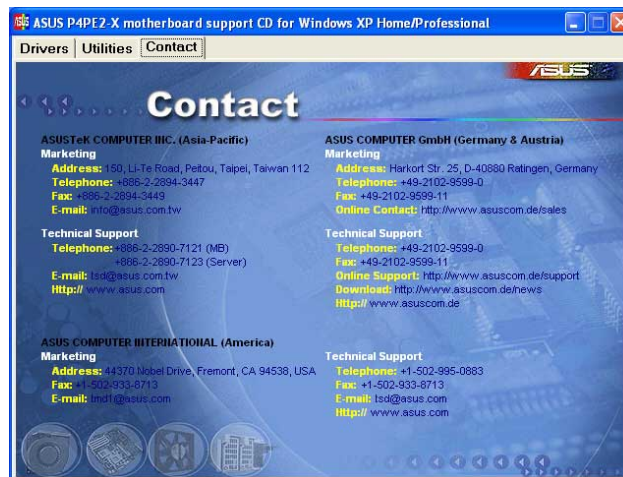 ASUS P4PE2-X motherboard support CD for Windows XP Home/Professional
Drivers Utilities Contact
ASUS
Contact
ASUSTeK COMPUTER INC. (Asia-Pacific)
Marketing
Address: 150, Li-Te Road, Peitou, Taipei, Taiwan 112
Telephone: +886-2-2894-3447
Fax: +886-2-2894-3449
E-mail: info@asus.com.tw
Technical Support
Telephone: +886-2-2890-7121 (MB)
+886-2-2890-7123 (Server)
E-mail: tsd@asus.com.tw
Http:// www.asus.com
ASUS COMPUTER GmbH (Germany & Austria)
Marketing
Address: Harkort Str. 25, D-40880 Ratingen, Germany
Telephone: +49-2102-9599-0
Fax: +49-2102-9599-11
Online Contact: http://www.asuscom.de/sales
Technical Support
Telephone: +49-2102-9599-0
Fax: +49-2102-9599-11
Online Support: http://www.asuscom.de/support
Download: http://www.asuscom.de/news
Http:// www.asuscom.de
ASUS COMPUTER INTERNATIONAL (America)
Marketing
Address: 44370 Nobel Drive, Fremont, CA 94538, USA
Fax: +1-502-933-8713
E-mail: tmd1@asus.com
Technical Support
Telephone: +1-502-995-0883
Fax: +1-502-933-8713
E-mail: tsd@asus.com
Http:// www.asus.com